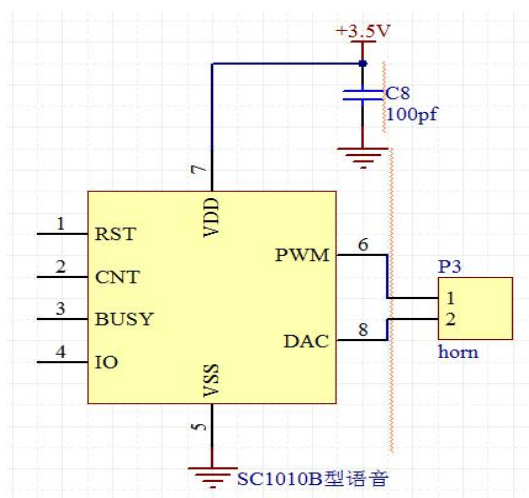 +3.5V
C8
100pf
7
VDD
1
RST
PWM
6
2
CNT
P3
1
3
BUSY
2
DAC
8
4
IO
horn
VSS
5
SC1010B型语音